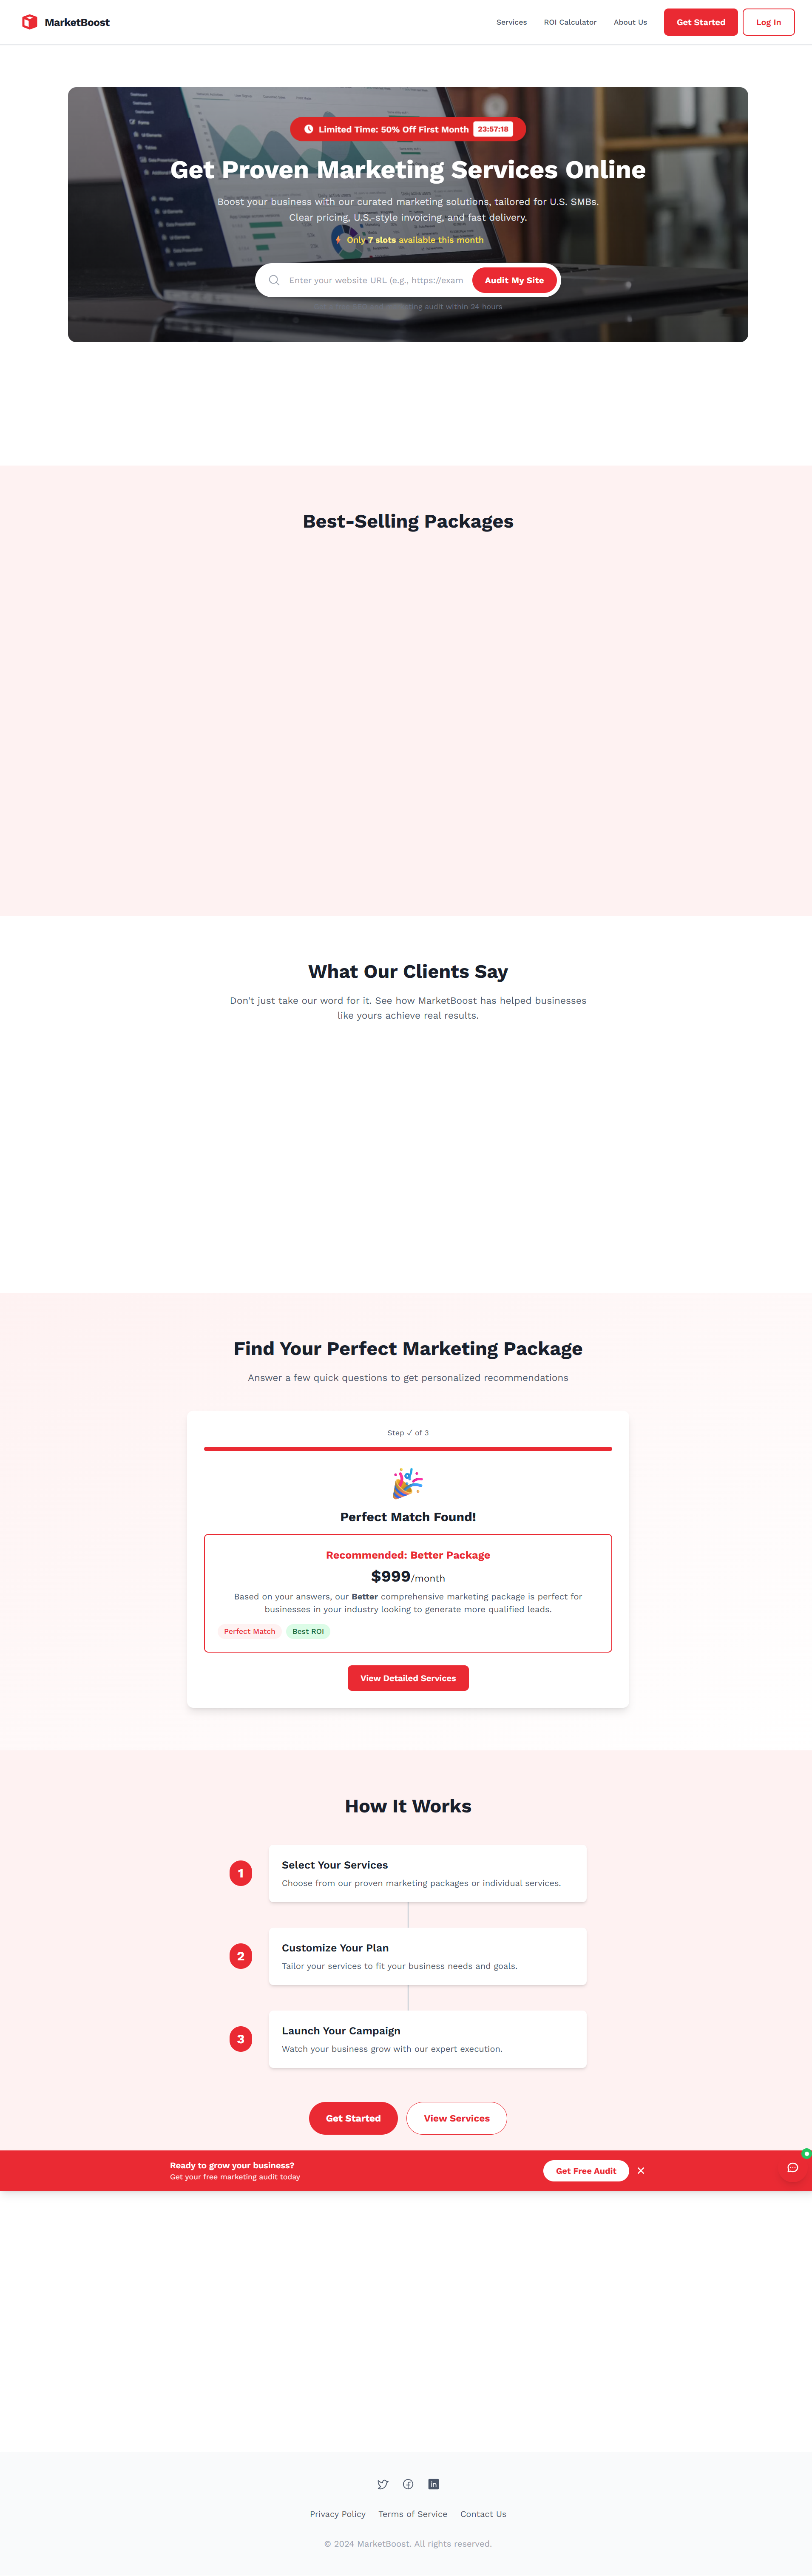 MarketBoost
Services
ROI Calculator
About Us
Get Started
Log In
Limited Time: 50% Off First Month 23:57:18
Get Proven Marketing Services Online
Boost your business with our curated marketing solutions, tailored for U.S. SMBs.
Clear pricing, U.S.-style invoicing, and fast delivery.
Only 7 slots available this month
Enter your website URL (e.g., https://exam
Audit My Site
audit within 24 hours
Best-Selling Packages
What Our Clients Say
Don't just take our word for it. See how MarketBoost has helped businesses
like yours achieve real results.
Find Your Perfect Marketing Package
Answer a few quick questions to get personalized recommendations
Step ✓ of 3
Perfect Match Found!
Recommended: Better Package
$999/month
Based on your answers, our Better comprehensive marketing package is perfect for
businesses in your industry looking to generate more qualified leads.
Perfect Match
Best ROI
View Detailed Services
How It Works
1
Select Your Services
Choose from our proven marketing packages or individual services.
2
Customize Your Plan
Tailor your services to fit your business needs and goals.
3
Launch Your Campaign
Watch your business grow with our expert execution.
Get Started
View Services
Ready to grow your business?
Get your free marketing audit today
Get Free Audit
Privacy Policy
Terms of Service
Contact Us
© 2024 MarketBoost. All rights reserved.